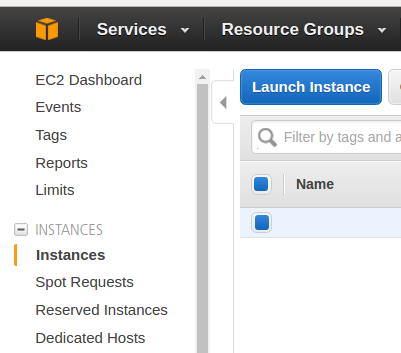 Services Resource Groups
EC2 Dashboard
Events
Tags
Reports
Limits
INSTANCES
Instances
Spot Requests
Reserved Instances
Dedicated Hosts
Launch Instance
Filter by tags and a
Name